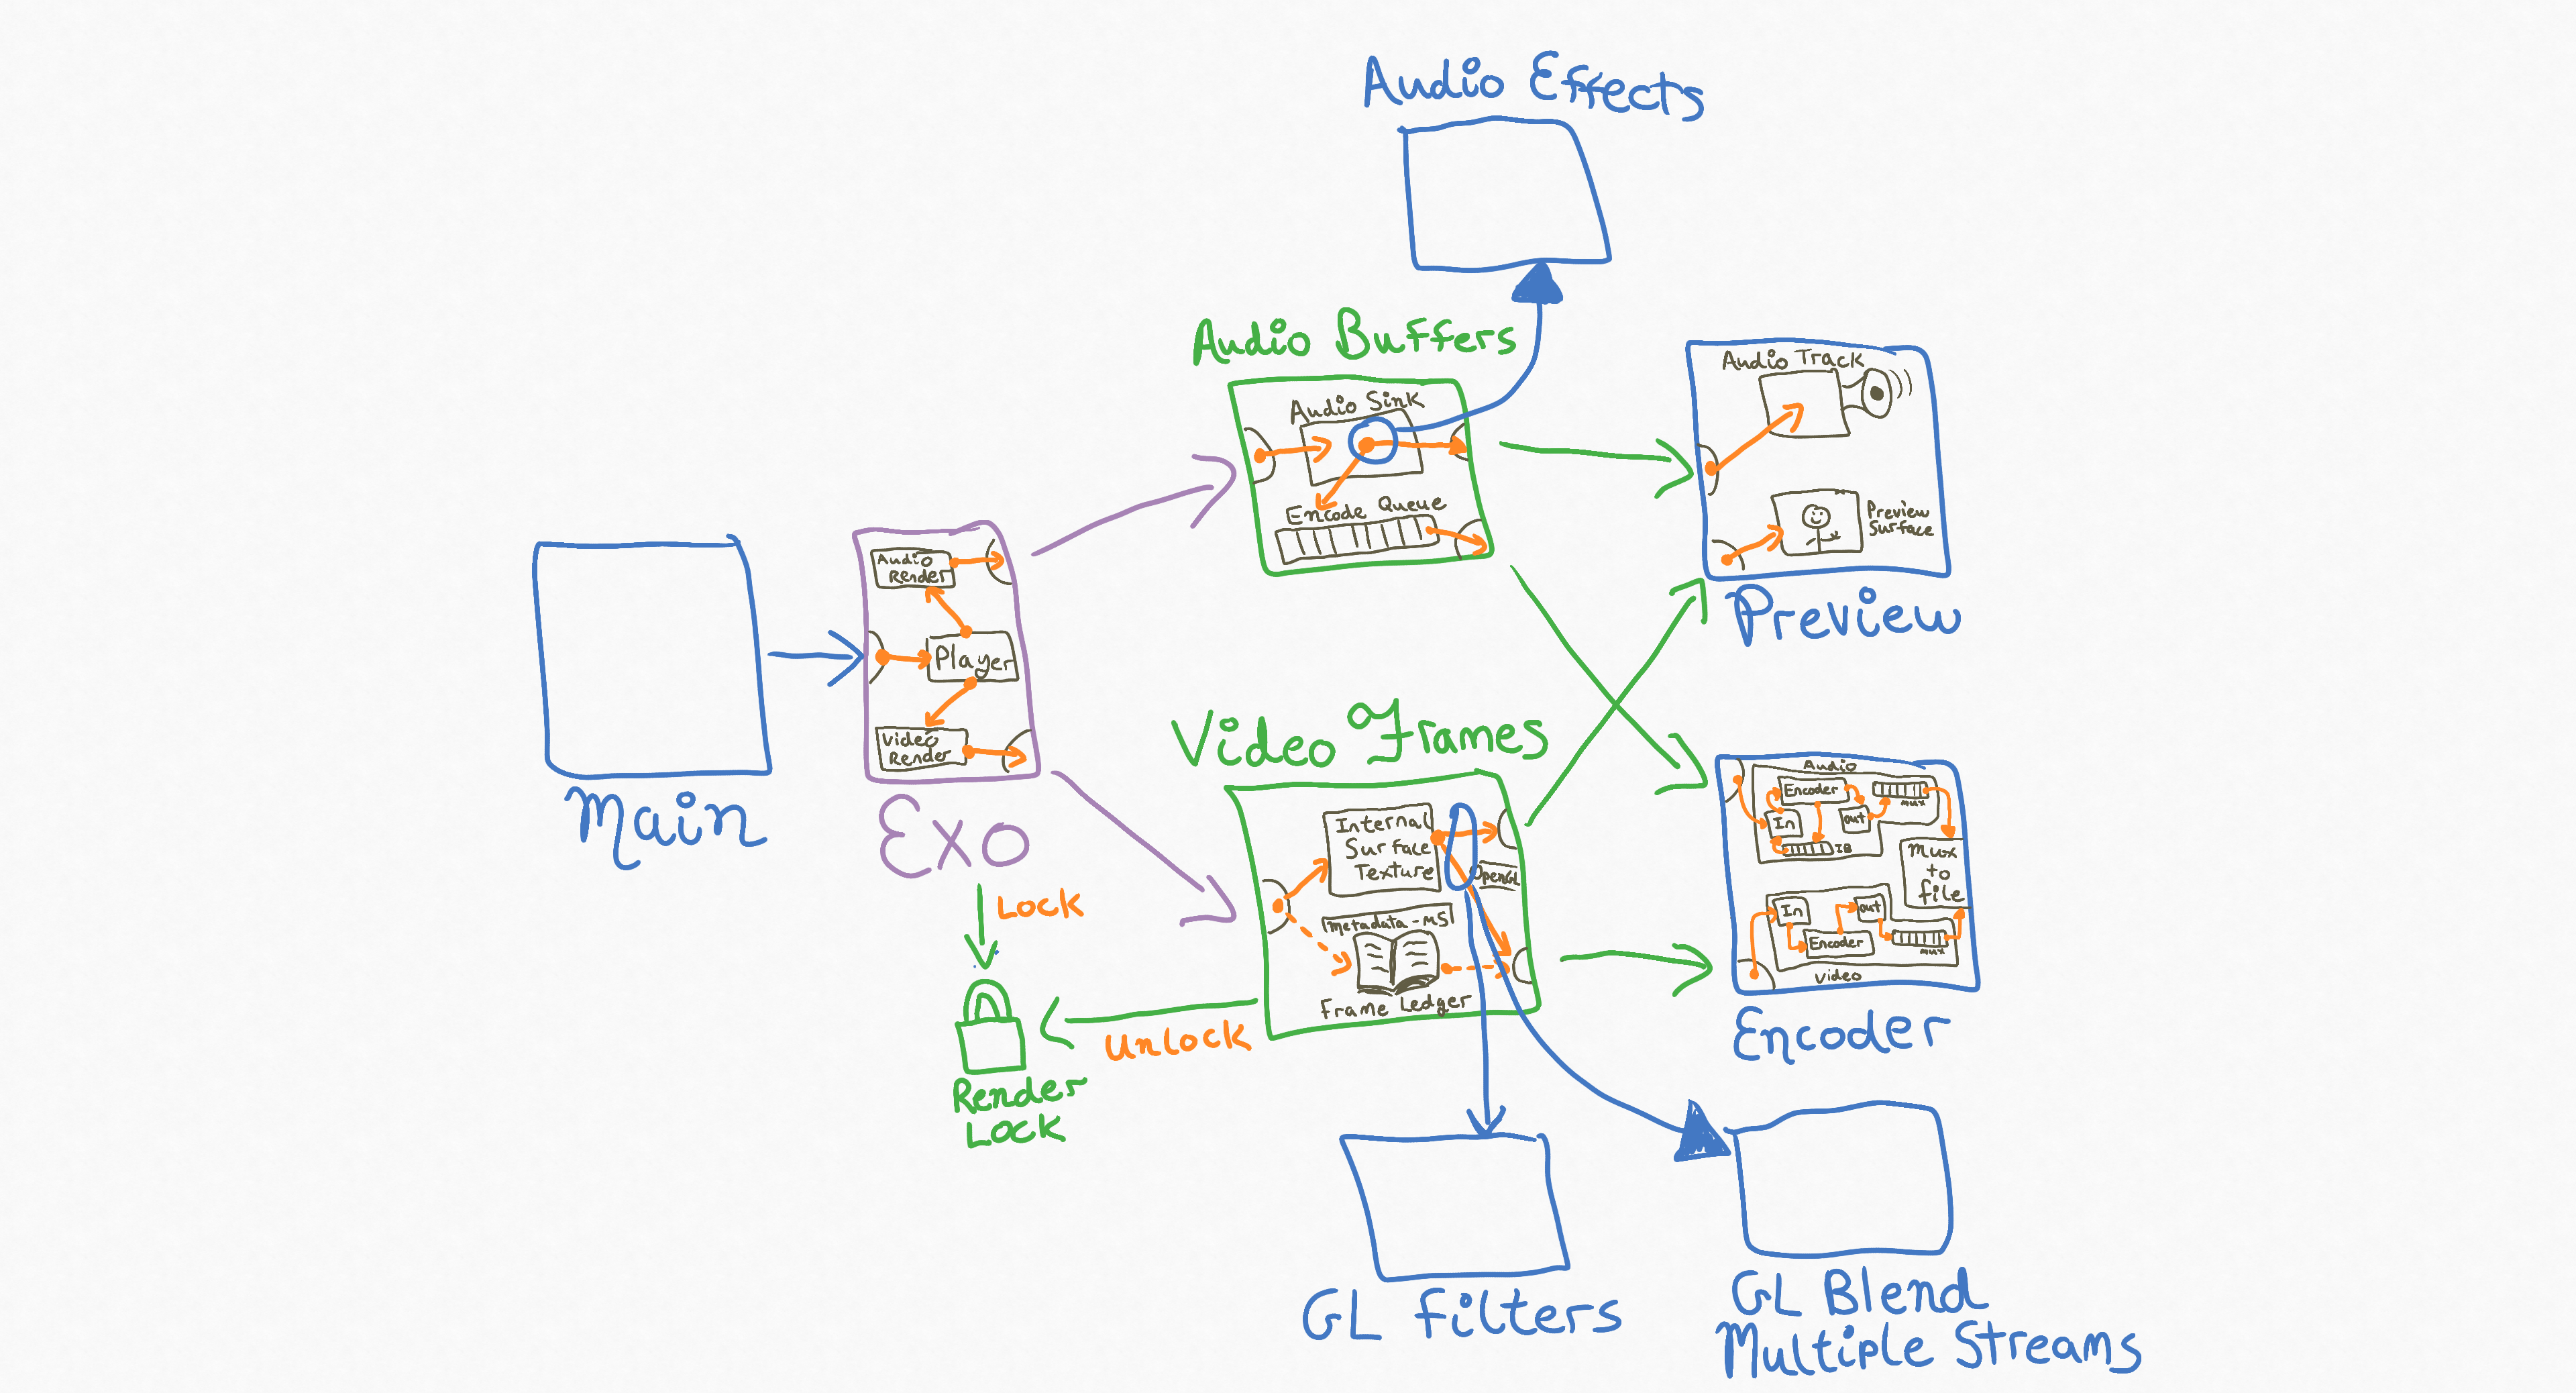 Audio Effects
Audio Buffers
Audio Sink
Encode Queue
Audio Track
Preview
Surface
Preview
Audio
Render
Player
Video
Render
Main
Exo
Lock
Render
Lock
Unlock
Video Frames
Internal
Surface
Texture
OpenGL
Metadata-MS
Frame Ledger
Audio
Encoder
mux
In
out
IB
Mux
to
file
In
out
Encoder
mux
Video
Encoder
GL Filters
GL Blend
Multiple Streams